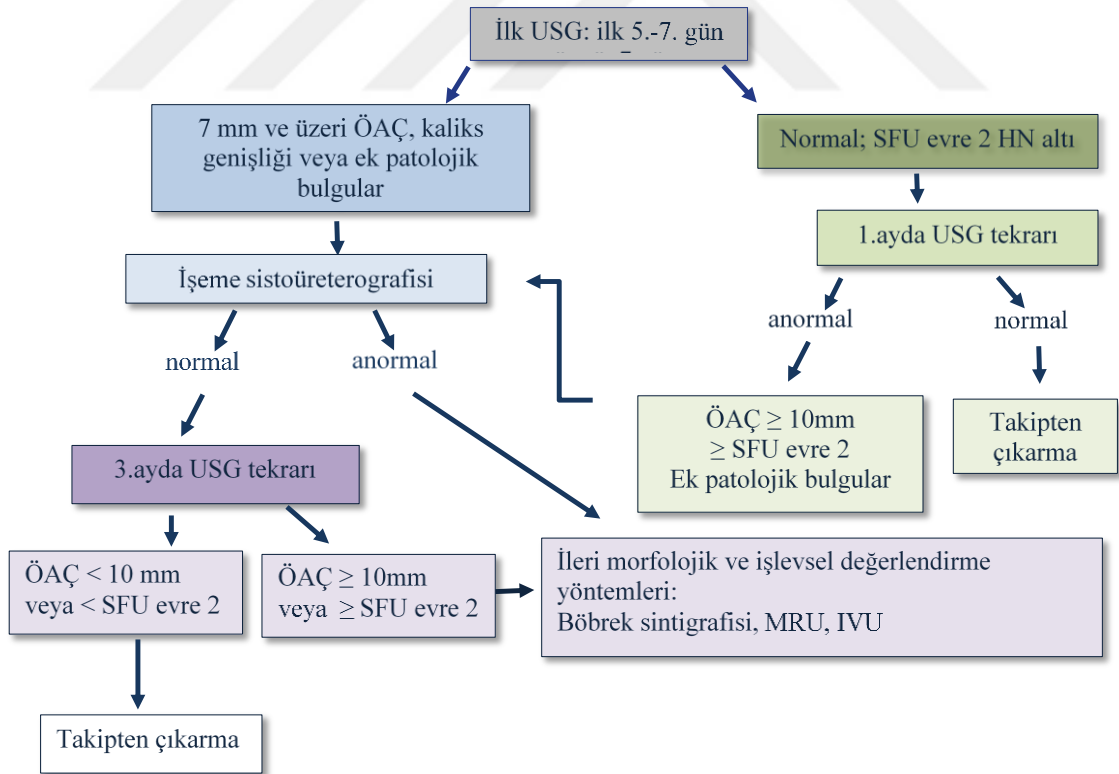 İlk USG: ilk 5.-7. gün
7 mm ve üzeri ÖAÇ, kaliks
genişliği veya ek patolojik
bulgular
Normal; SFU evre 2 HN altı
1.ayda USG tekrarı
İşeme sistoüreterografisi
anormal
normal
normal
anormal
ÖAÇ ≥ 10mm
≥ SFU evre 2
Ek patolojik bulgular
Takipten
çıkarma
3.ayda USG tekrarı
ÖAÇ < 10 mm
veya < SFU evre 2
ÖAÇ ≥ 10mm
veya ≥ SFU evre 2
İleri morfolojik ve işlevsel değerlendirme
yöntemleri:
Böbrek sintigrafisi, MRU, IVU
Takipten çıkarma